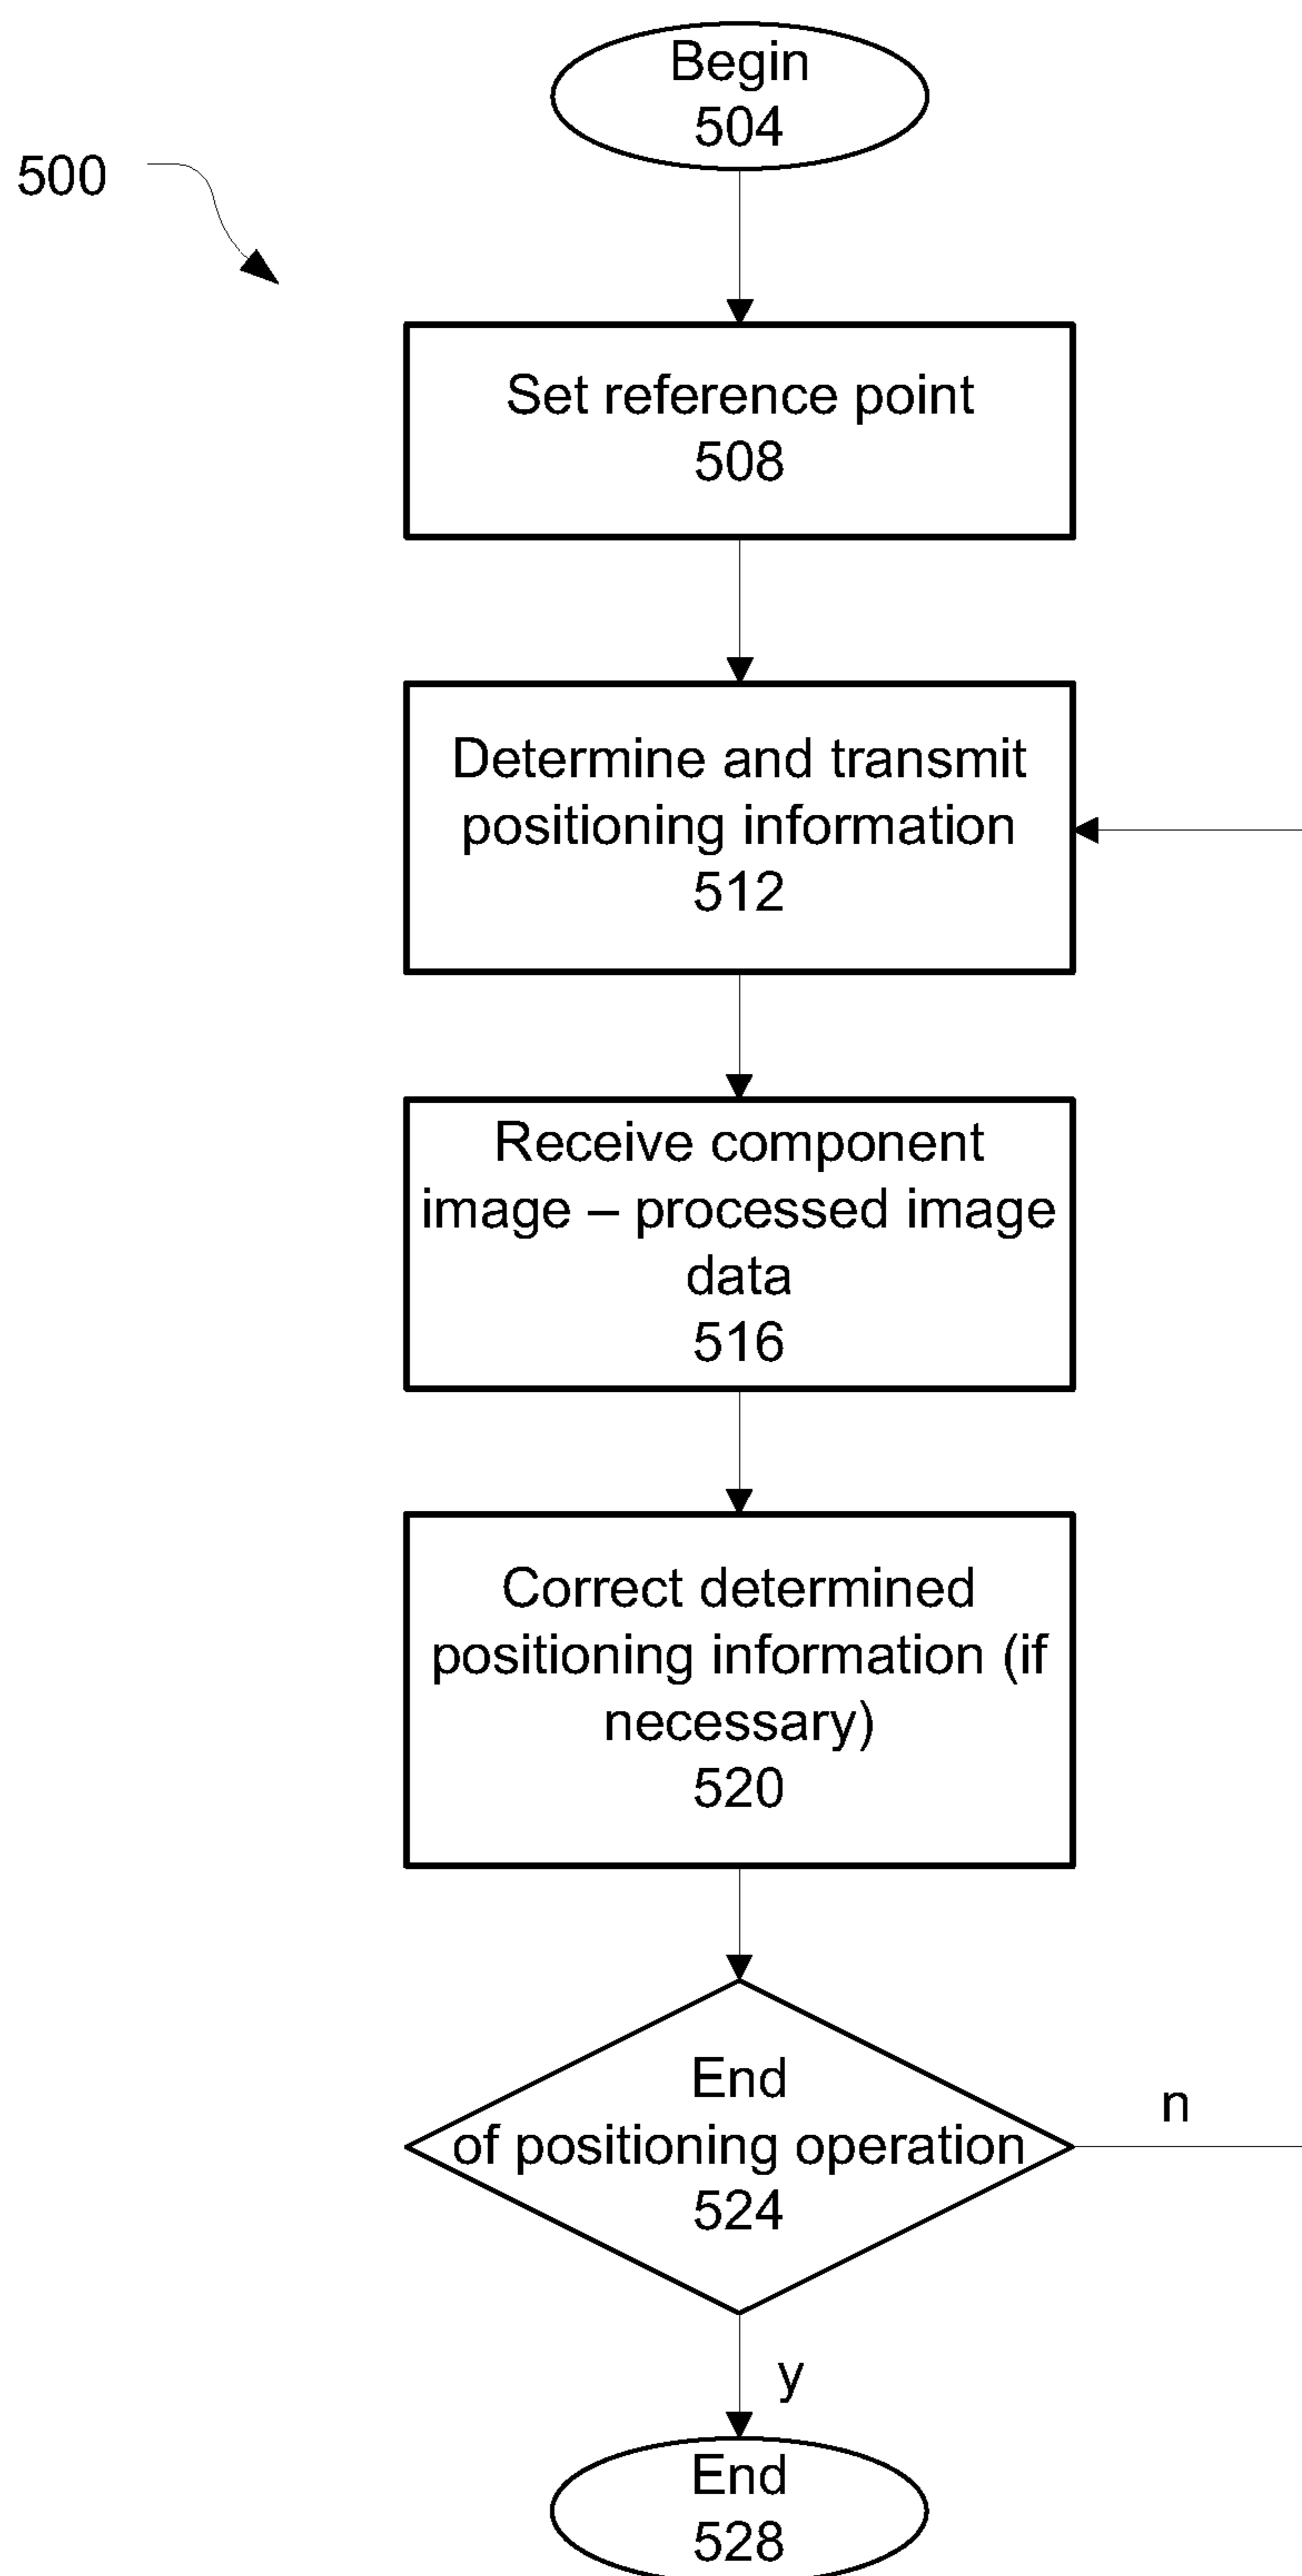 Begin
504
500
Set reference point
508
Determine and transmit
positioning information
512
Receive component
image – processed image
data
516
Correct determined
positioning information (if
necessary)
520
End
of positioning operation
524
n
y
End
528